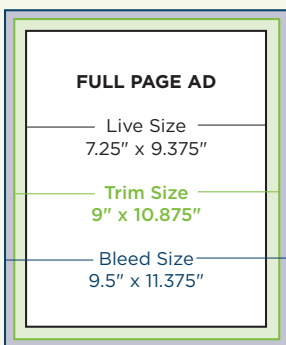 FULL PAGE AD
Live Size
7.25" x 9.375"
Trim Size
9" x 10.875"
Bleed Size
9.5" x 11.375"